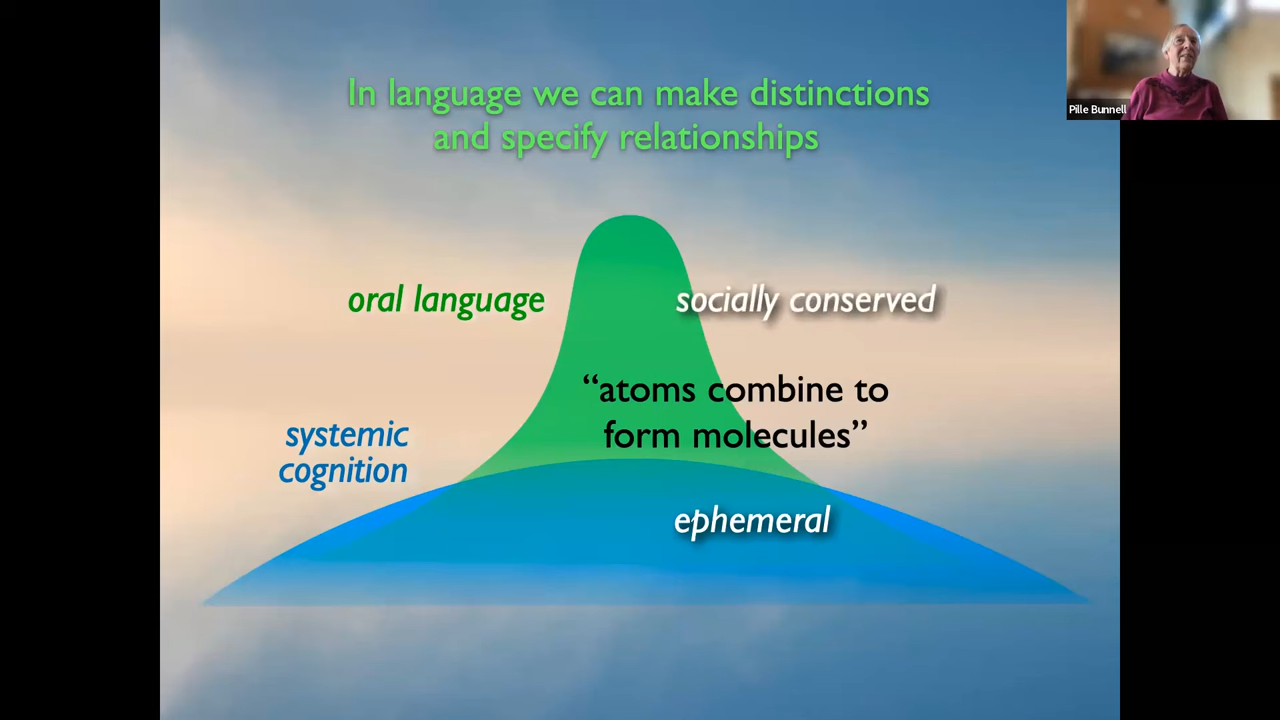 In language we can make distinctions
and specify relationships
oral language
socially conserved
“atoms combine to
form molecules”
systemic
cognition
ephemeral
Pille Bunnell